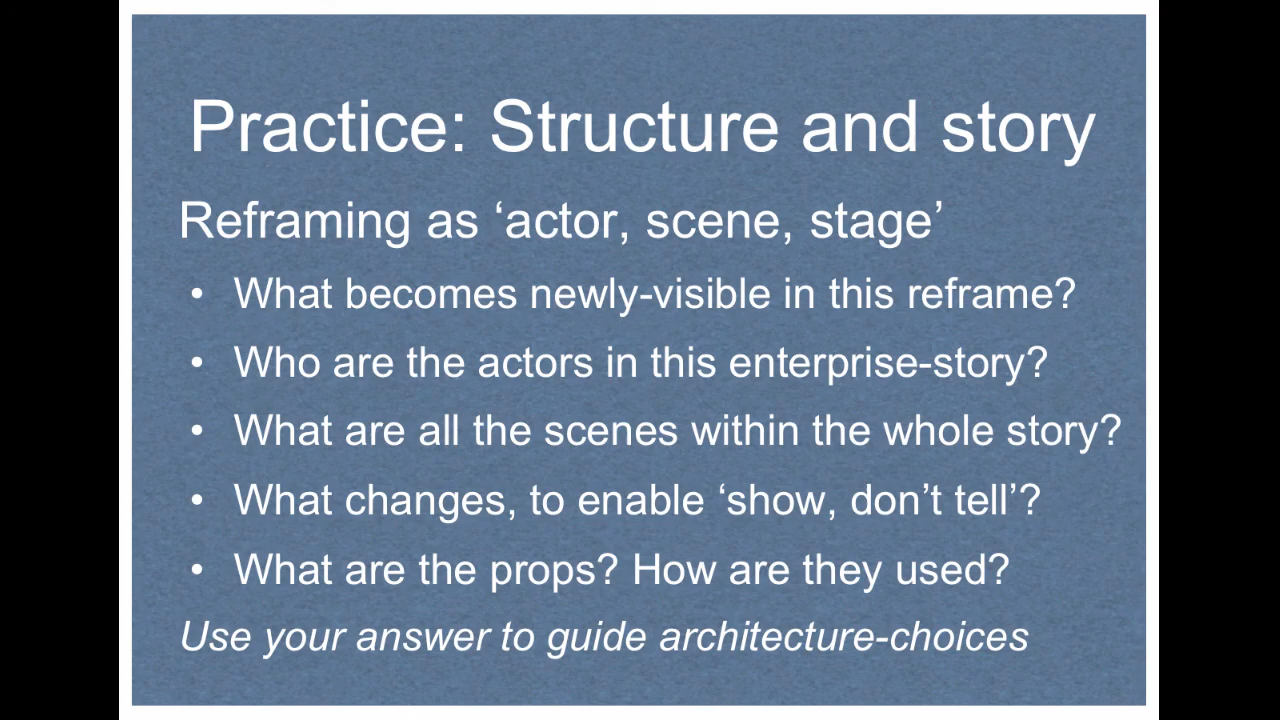 Practice: Structure and story
Reframing as ‘actor, scene, stage’
• What becomes newly-visible in this reframe?
• Who are the actors in this enterprise-story?
• What are all the scenes within the whole story?
• What changes, to enable ‘show, don’t tell’?
• What are the props? How are they used?
Use your answer to guide architecture-choices